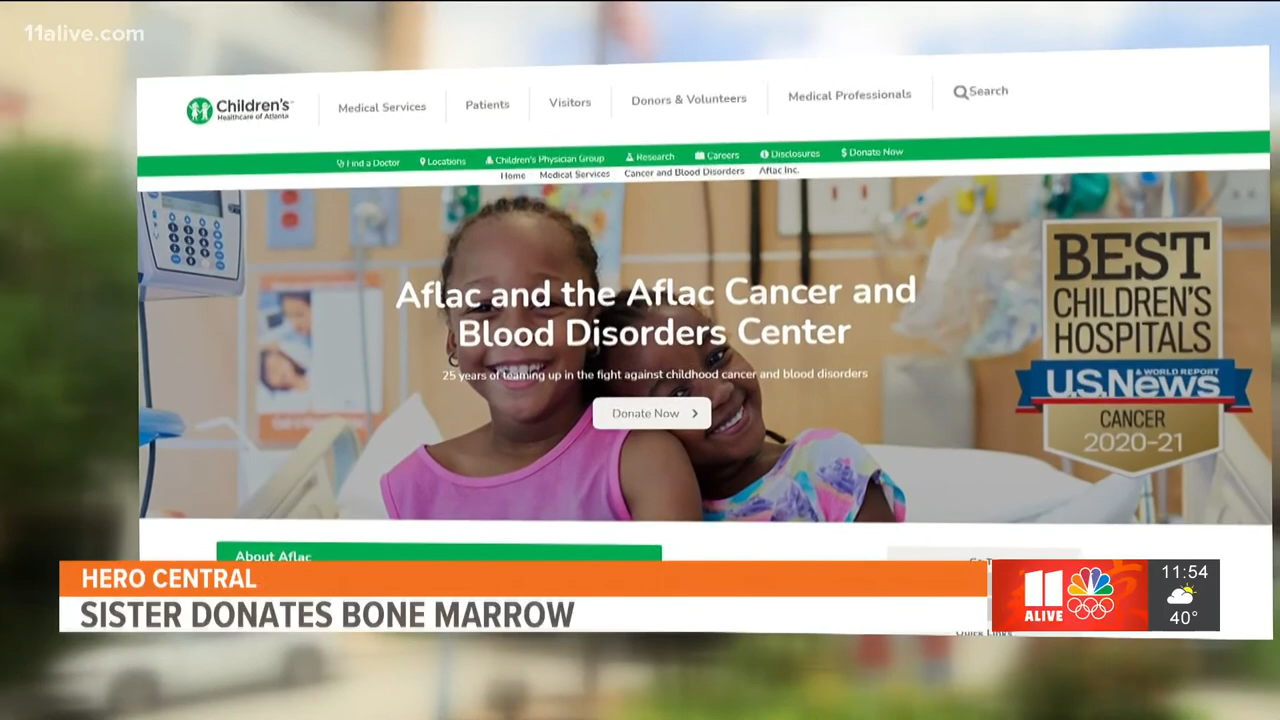 11alive.com
Children's
Healthcare of Atlanta
Medical Services
Patients
Visitors
Donors & Volunteers
Medical Professionals
Search
Find a Doctor
Locations
Children's Physician Group
Research
Careers
Disclosures
$ Donate Now
Home
Medical Services
Cancer and Blood Disorders
Aflac Inc.
Aflac and the Aflac Cancer and
Blood Disorders Center
25 years of teaming up in the fight against childhood cancer and blood disorders
Donate Now
BEST
CHILDREN'S
HOSPITALS
U.S.News
& WORLD REPORT
CANCER
2020-21
About Aflac
Quick Links
HERO CENTRAL
SISTER DONATES BONE MARROW
11
ALIVE
11:54
40°